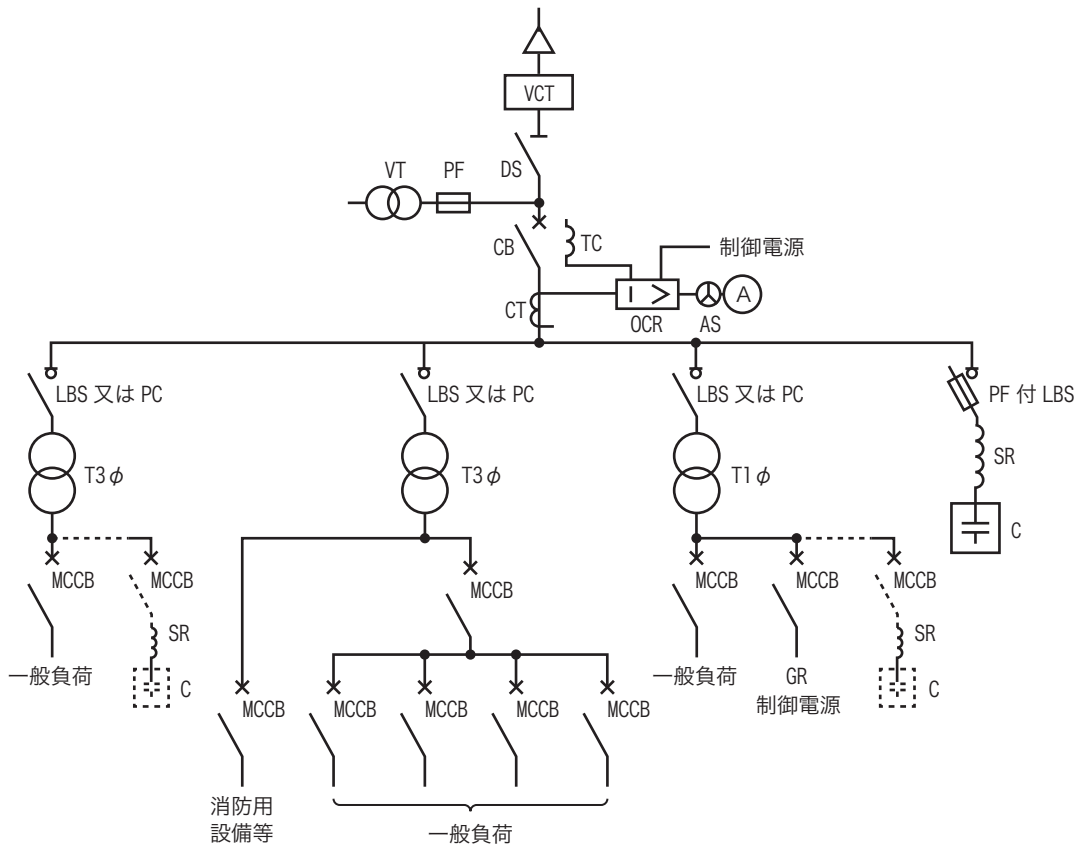 VCT
DS
VT
PF
CB
TC
制御電源
CT
OCR
AS
A
LBS 又は PC
LBS 又は PC
LBS 又は PC
PF 付 LBS
T3φ
T3φ
T1φ
SR
C
MCCB
MCCB
MCCB
MCCB
MCCB
MCCB
SR
SR
一般負荷
C
一般負荷
GR
制御電源
C
MCCB
MCCB
MCCB
MCCB
MCCB
消防用
設備等
一般負荷